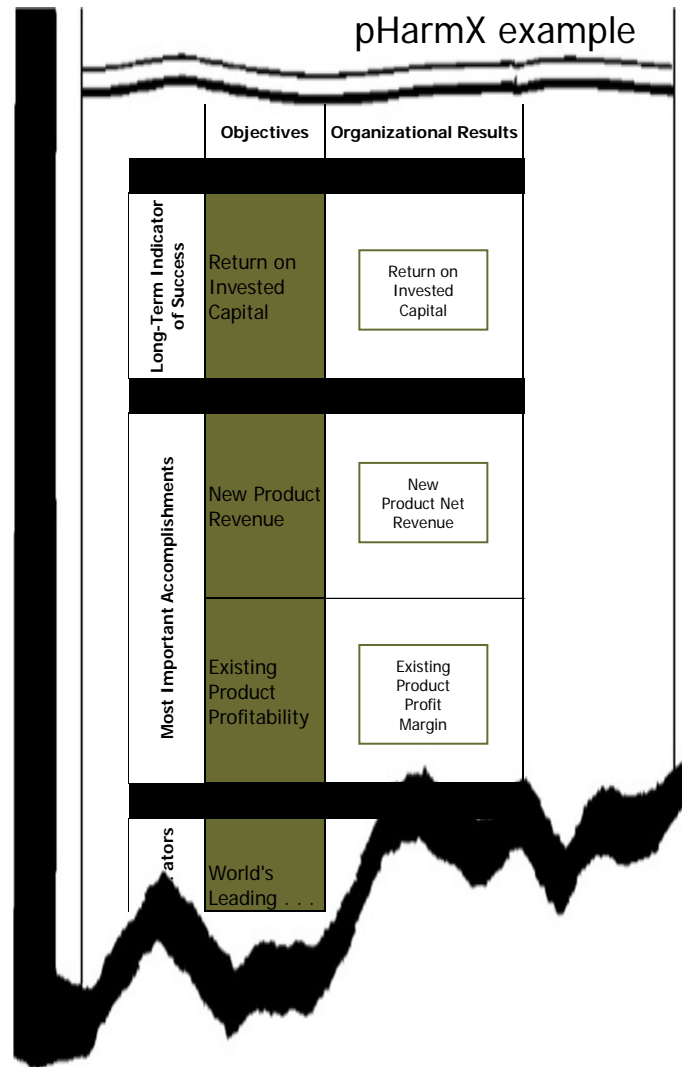 pHarmX example
Objectives
Organizational Results
Long-Term Indicator
of Success
Return on
Invested
Capital
Return on
Invested
Capital
Most Important Accomplishments
New Product
Revenue
New
Product Net
Revenue
Existing
Product
Profitability
Existing
Product
Profit
Margin
World's
Leading . . .